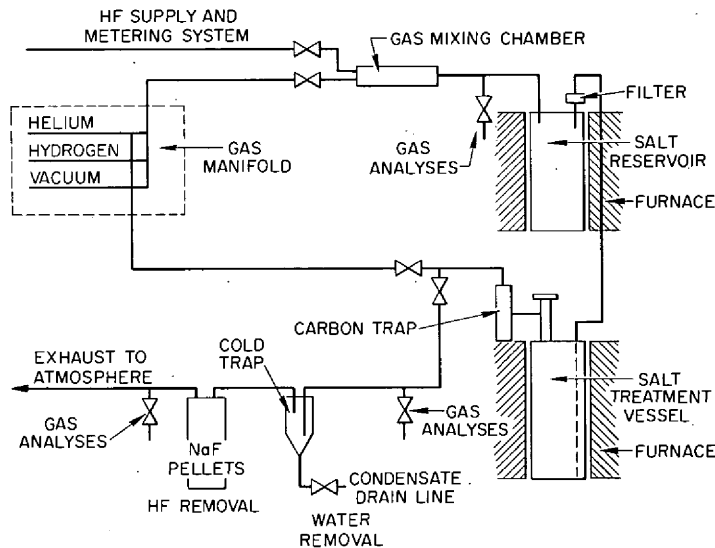 HF SUPPLY AND
METERING SYSTEM
GAS MIXING CHAMBER
FILTER
HELIUM
HYDROGEN
VACUUM
GAS
MANIFOLD
GAS
ANALYSES
SALT
RESERVOIR
FURNACE
CARBON TRAP
COLD
TRAP
EXHAUST TO
ATMOSPHERE
SALT
TREATMENT
VESSEL
GAS
ANALYSES
GAS
ANALYSES
FURNACE
NaF
PELLETS
HF REMOVAL
CONDENSATE
DRAIN LINE
WATER
REMOVAL